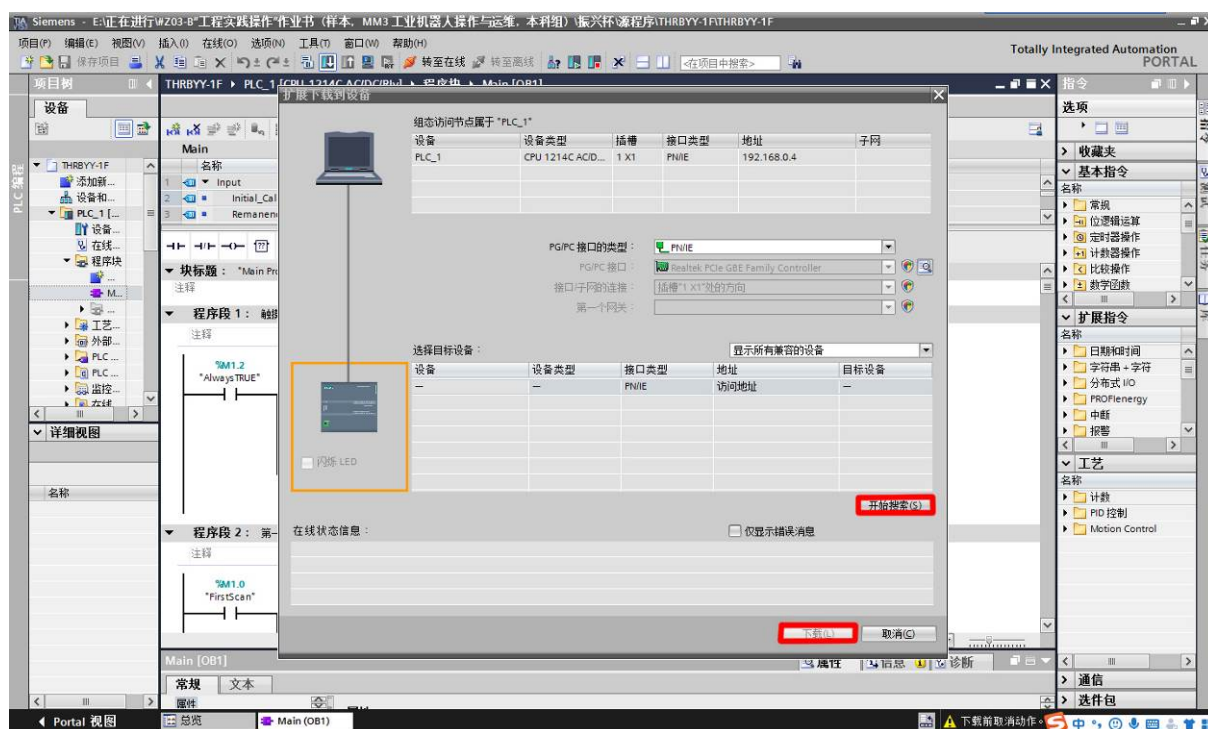 Siemens - E:\正在进行\WZ03-B"工程实践操作"作业书（样本，MM3 工业机器人操作与运维，本科组）\振兴杯\源程序\THRBYY-1F\THRBYY-1F
项目(P) 编辑(E) 视图(V) 插入(I) 在线(O) 选项(N) 工具(T) 窗口(W) 帮助(H)
Totally Integrated Automation
PORTAL
保存项目 转至在线 转至离线 <在项目中搜索>
项目树
THRBYY-1F ▸ PLC_1 [CPU 1214C AC/DC/Rly] ▸ 程序块 ▸ Main [OB1]
指令
设备
选项
PLC 编程
THRBYY-1F
添加新...
设备和...
PLC_1 [...
设备...
在线...
程序块
...
M...
工艺...
外部...
PLC ...
PLC ...
监控...
在线
详细视图
名称
Main
名称
1 Input
2 Initial_Cal
3 Remanen
块标题： "Main Pro
注释
程序段 1：
注释
%M1.2
"AlwaysTRUE"
程序段 2： 第一
注释
%M1.0
"FirstScan"
扩展下载到设备
组态访问节点属于 "PLC_1"
设备 设备类型 插槽 接口类型 地址 子网
PLC_1 CPU 1214C AC/D... 1 X1 PN/IE 192.168.0.4
PG/PC 接口的类型： PN/IE
PG/PC 接口： Realtek PCIe GBE Family Controller
接口/子网的连接： 插槽"1 X1"处的方向
第一个网关：
选择目标设备： 显示所有兼容的设备
设备 设备类型 接口类型 地址 目标设备
— — PN/IE 访问地址 —
闪烁 LED
开始搜索(S)
在线状态信息： 仅显示错误消息
下载(L) 取消(C)
收藏夹
基本指令
名称
常规
位逻辑运算
定时器操作
计数器操作
比较操作
数学函数
扩展指令
名称
日期和时间
字符串 + 字符
分布式 I/O
PROFIenergy
中断
报警
工艺
名称
计数
PID 控制
Motion Control
通信
选件包
Main [OB1]
属性 信息 诊断
常规 文本
属性
Portal 视图 总览 Main (OB1)
下载前取消动作。
中